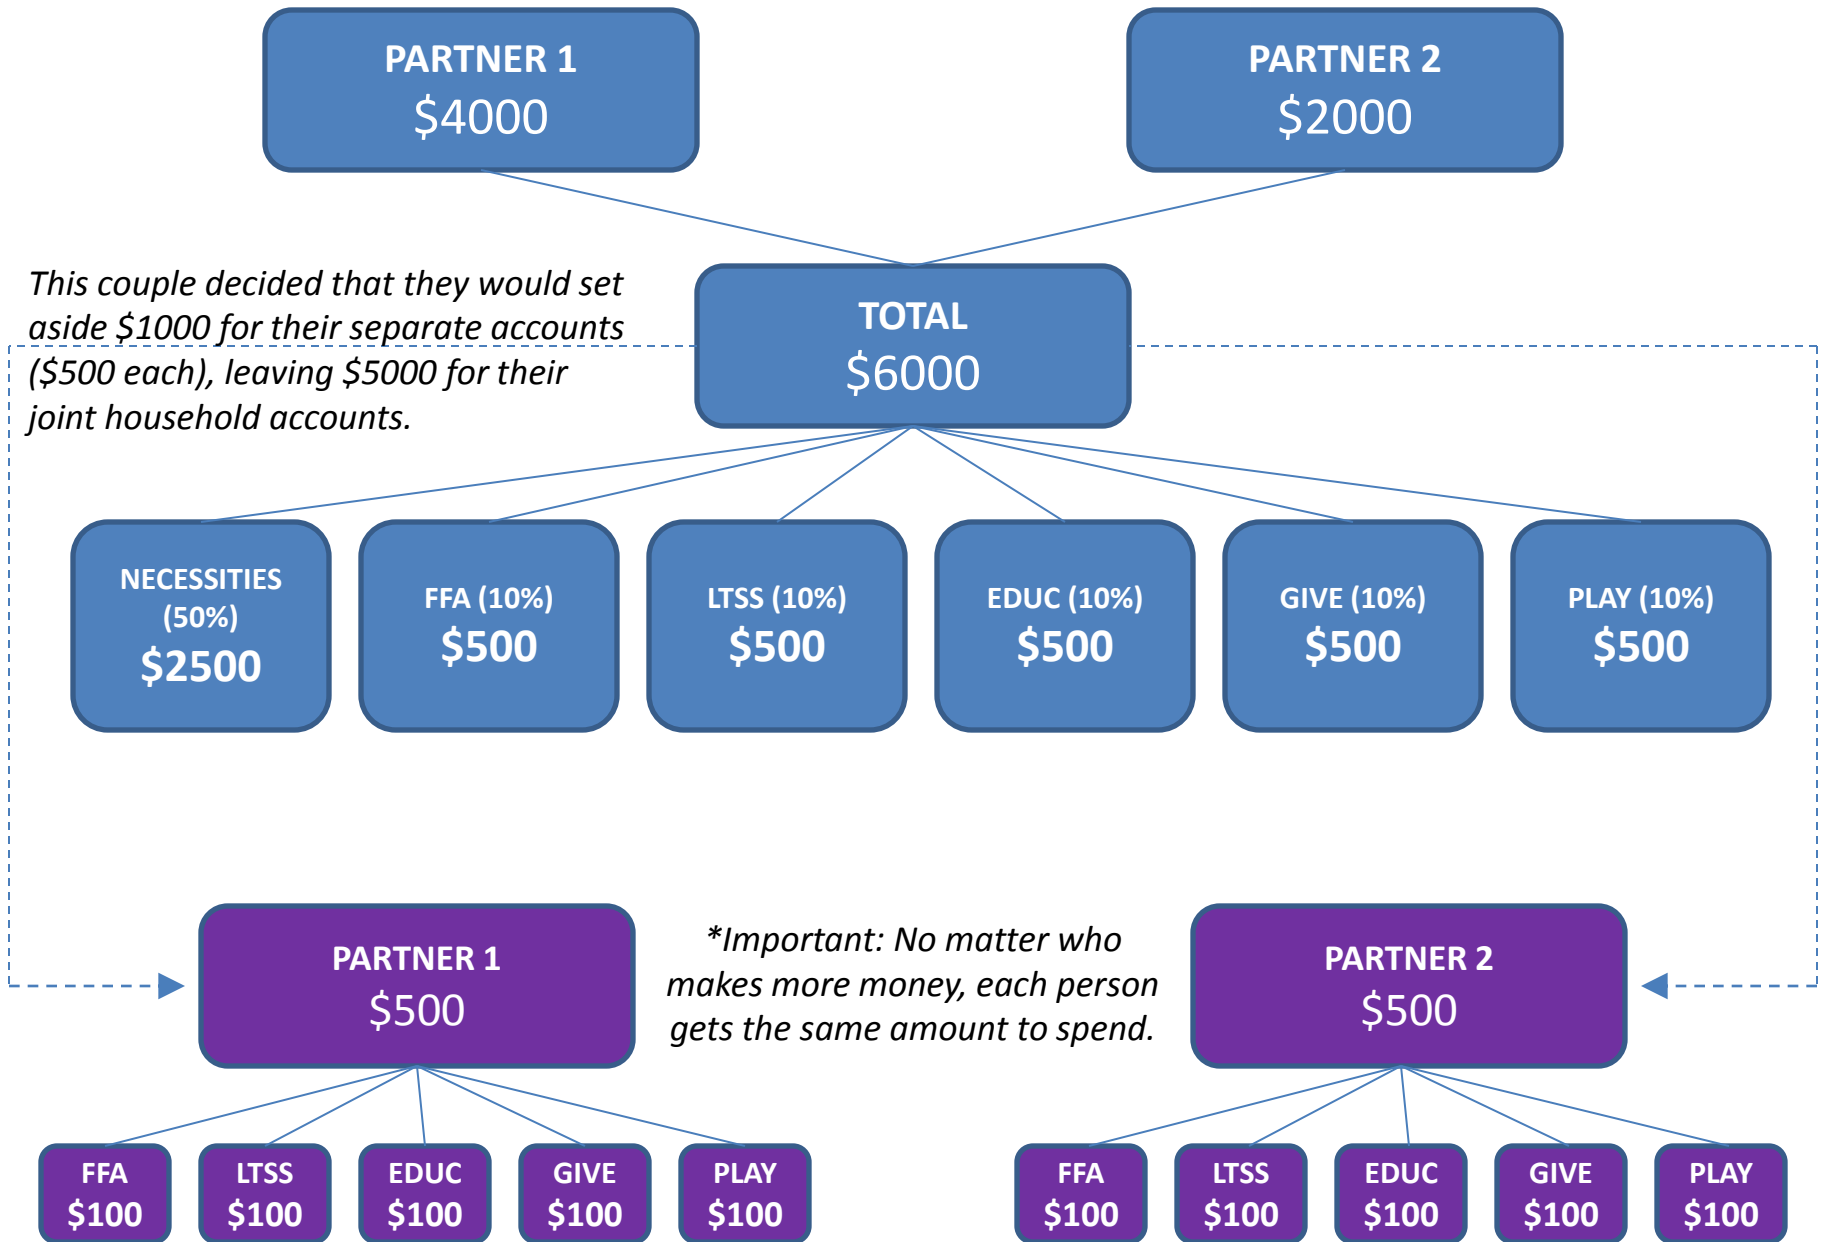 PARTNER 1
$4000
PARTNER 2
$2000
This couple decided that they would set
aside $1000 for their separate accounts
($500 each), leaving $5000 for their
joint household accounts.
TOTAL
$6000
NECESSITIES
(50%)
$2500
FFA (10%)
$500
LTSS (10%)
$500
EDUC (10%)
$500
GIVE (10%)
$500
PLAY (10%)
$500
PARTNER 1
$500
*Important: No matter who
makes more money, each person
gets the same amount to spend.
PARTNER 2
$500
FFA
$100
LTSS
$100
EDUC
$100
GIVE
$100
PLAY
$100
FFA
$100
LTSS
$100
EDUC
$100
GIVE
$100
PLAY
$100